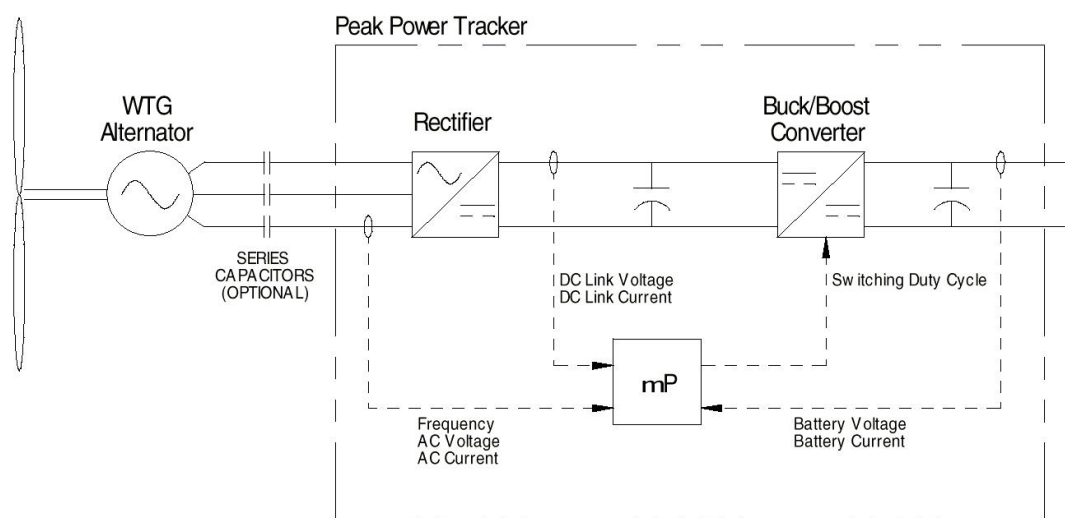 Peak Power Tracker
WTG
Alternator
Rectifier
Buck/Boost
Converter
SERIES
CAPACITORS
(OPTIONAL)
DC Link Voltage
DC Link Current
Switching Duty Cycle
mP
Frequency
AC Voltage
AC Current
Battery Voltage
Battery Current